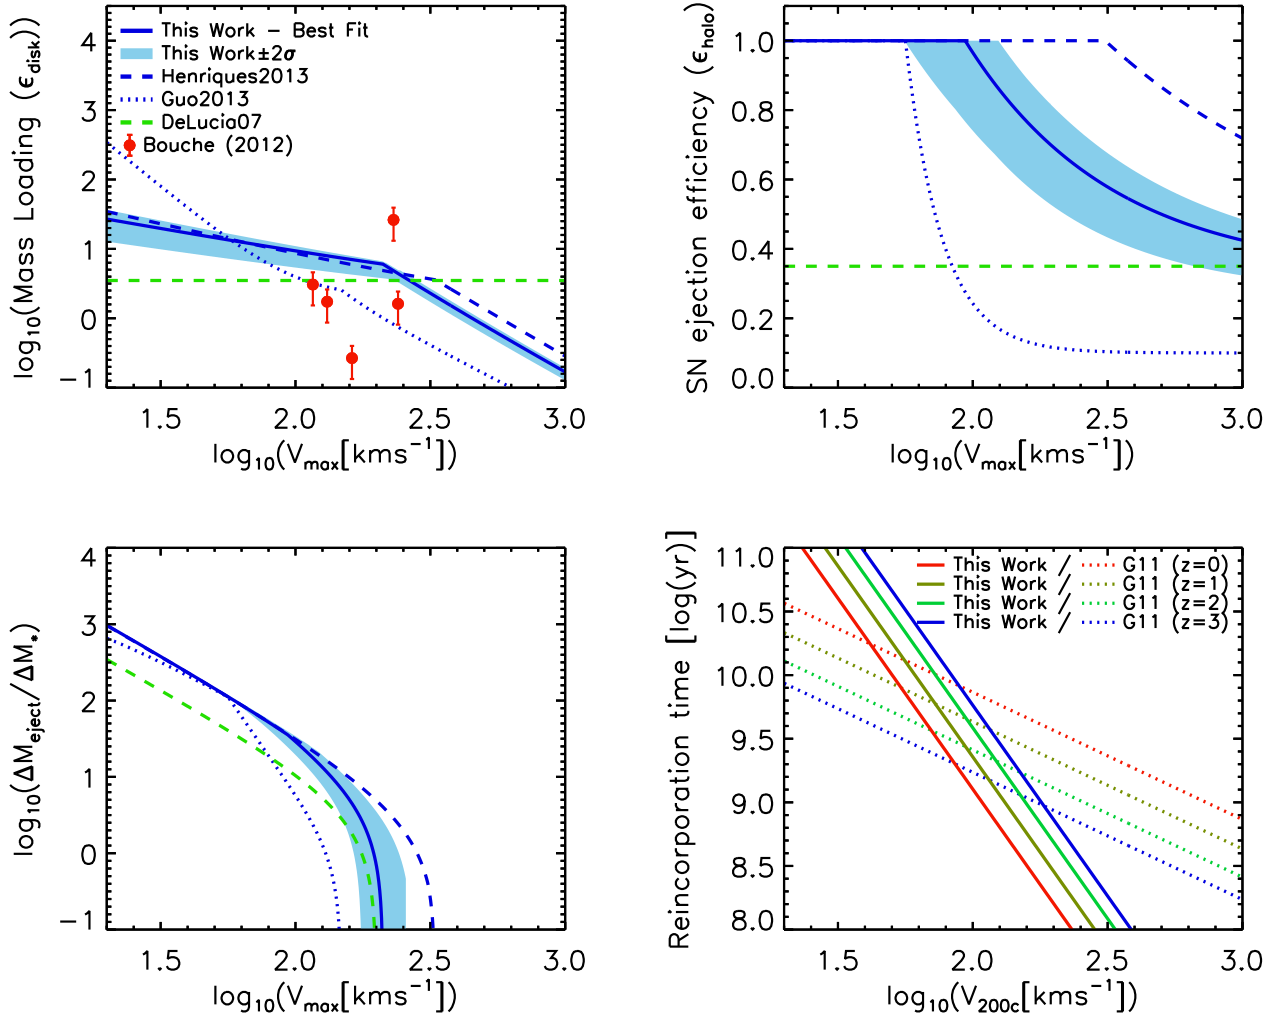 log₁₀(Mass Loading (ϵdisk))
4
3
2
1
0
−1
This Work − Best Fit
This Work±2σ
Henriques2013
Guo2013
DeLucia07
Bouche (2012)
1.5 2.0 2.5 3.0
log₁₀(Vmax[kms⁻¹])
SN ejection efficiency (ϵhalo)
1.0
0.8
0.6
0.4
0.2
0.0
1.5 2.0 2.5 3.0
log₁₀(Vmax[kms⁻¹])
log₁₀(ΔMeject/ΔM*)
4
3
2
1
0
−1
1.5 2.0 2.5 3.0
log₁₀(Vmax[kms⁻¹])
Reincorporation time [log(yr)]
11.0
10.5
10.0
9.5
9.0
8.5
8.0
This Work / G11 (z=0)
This Work / G11 (z=1)
This Work / G11 (z=2)
This Work / G11 (z=3)
1.5 2.0 2.5 3.0
log₁₀(V₂₀₀c[kms⁻¹])